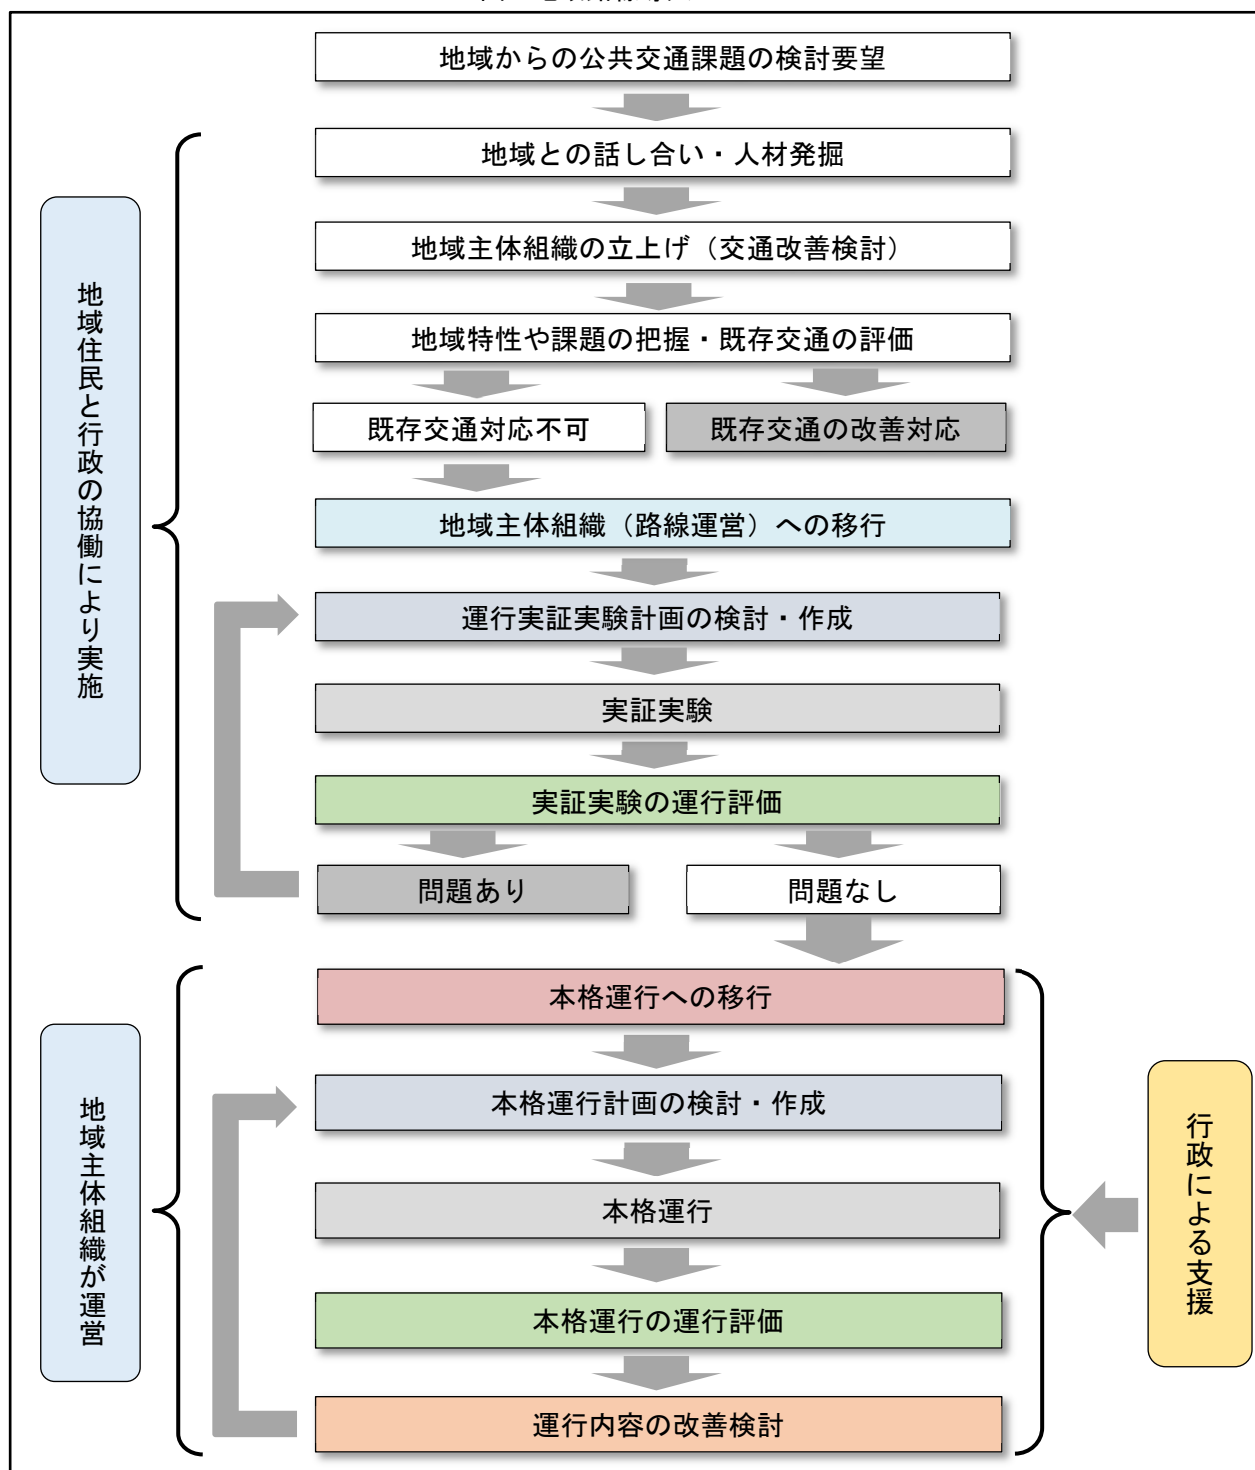 地域からの公共交通課題の検討要望
地域との話し合い・人材発掘
地域主体組織の立上げ（交通改善検討）
地域特性や課題の把握・既存交通の評価
既存交通対応不可
既存交通の改善対応
地域主体組織（路線運営）への移行
運行実証実験計画の検討・作成
実証実験
実証実験の運行評価
問題あり
問題なし
地域住民と行政の協働により実施
本格運行への移行
本格運行計画の検討・作成
本格運行
本格運行の運行評価
運行内容の改善検討
地域主体組織が運営
行政による支援